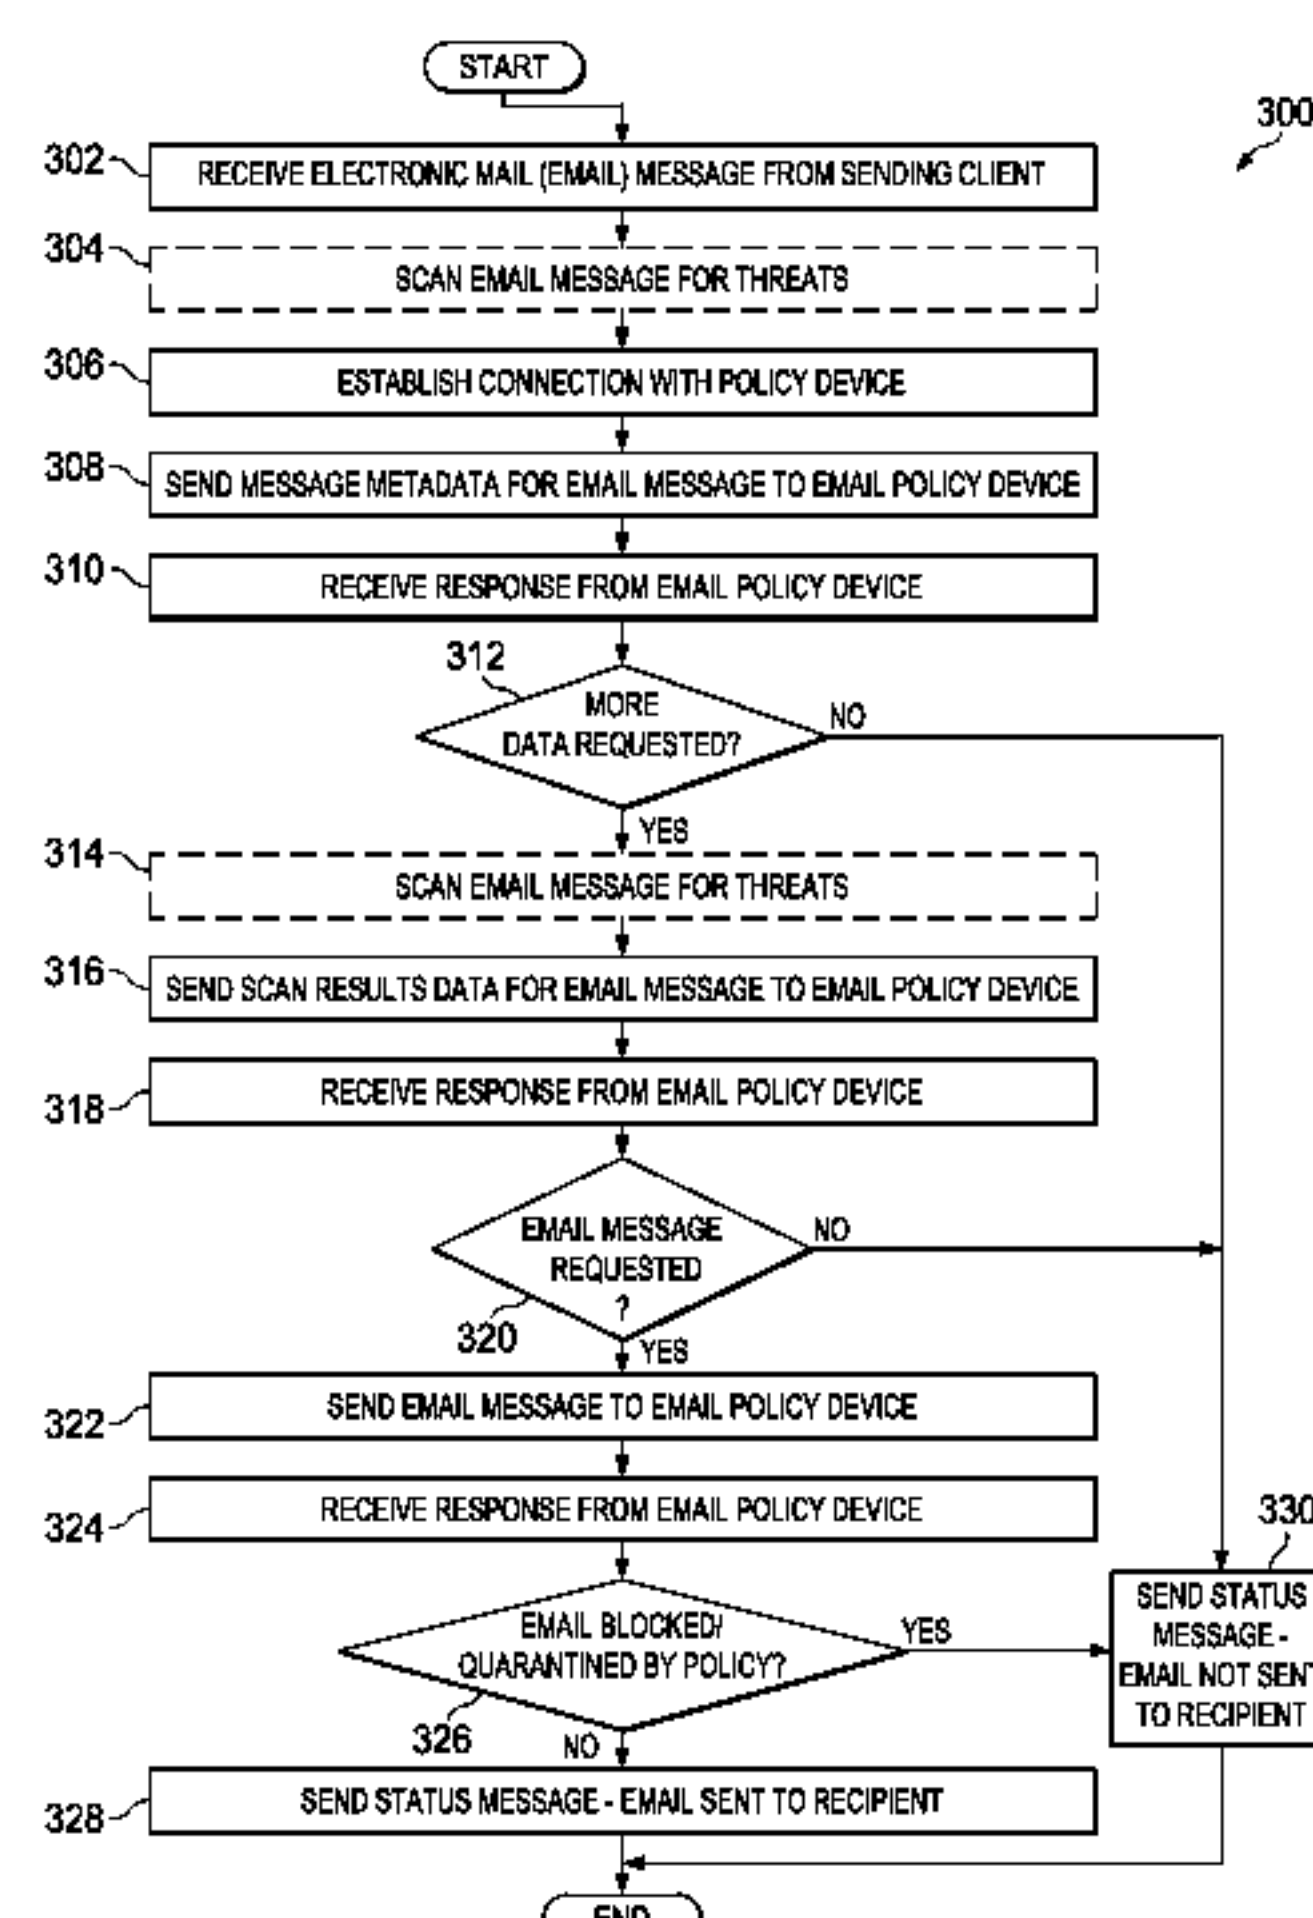 START
300
302
RECEIVE ELECTRONIC MAIL (EMAIL) MESSAGE FROM SENDING CLIENT
304
SCAN EMAIL MESSAGE FOR THREATS
306
ESTABLISH CONNECTION WITH POLICY DEVICE
308
SEND MESSAGE METADATA FOR EMAIL MESSAGE TO EMAIL POLICY DEVICE
310
RECEIVE RESPONSE FROM EMAIL POLICY DEVICE
312
MORE
DATA REQUESTED?
NO
YES
314
SCAN EMAIL MESSAGE FOR THREATS
316
SEND SCAN RESULTS DATA FOR EMAIL MESSAGE TO EMAIL POLICY DEVICE
318
RECEIVE RESPONSE FROM EMAIL POLICY DEVICE
EMAIL MESSAGE
REQUESTED
?
NO
320
YES
322
SEND EMAIL MESSAGE TO EMAIL POLICY DEVICE
324
RECEIVE RESPONSE FROM EMAIL POLICY DEVICE
EMAIL BLOCKED/
QUARANTINED BY POLICY?
YES
326
NO
330
SEND STATUS
MESSAGE -
EMAIL NOT SENT
TO RECIPIENT
328
SEND STATUS MESSAGE - EMAIL SENT TO RECIPIENT
END